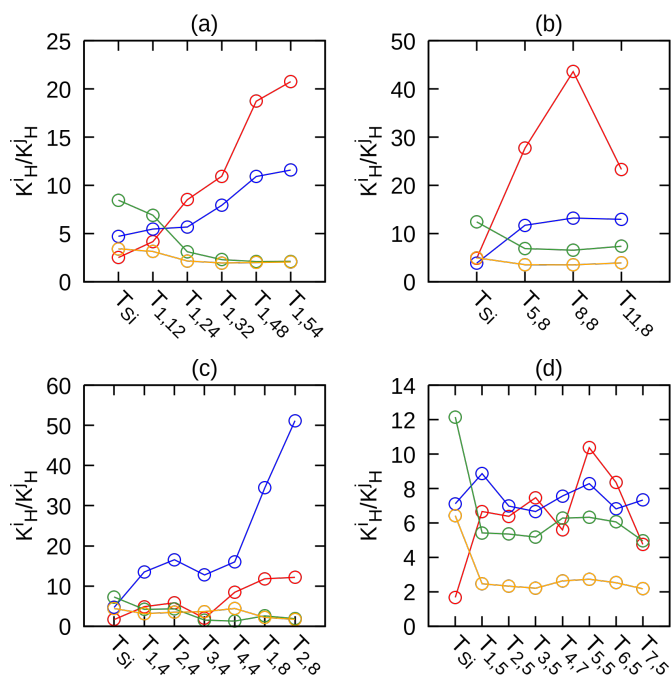 (a)
25
20
15
10
5
0
K^i_H/K^j_H
T_Si
T_1,12
T_1,24
T_1,32
T_1,48
T_1,54
(b)
50
40
30
20
10
0
K^i_H/K^j_H
T_Si
T_5,8
T_8,8
T_11,8
(c)
60
50
40
30
20
10
0
K^i_H/K^j_H
T_Si
T_1,4
T_2,4
T_3,4
T_4,4
T_1,8
T_2,8
(d)
14
12
10
8
6
4
2
0
K^i_H/K^j_H
T_Si
T_1,5
T_2,5
T_3,5
T_4,7
T_5,5
T_6,5
T_7,5